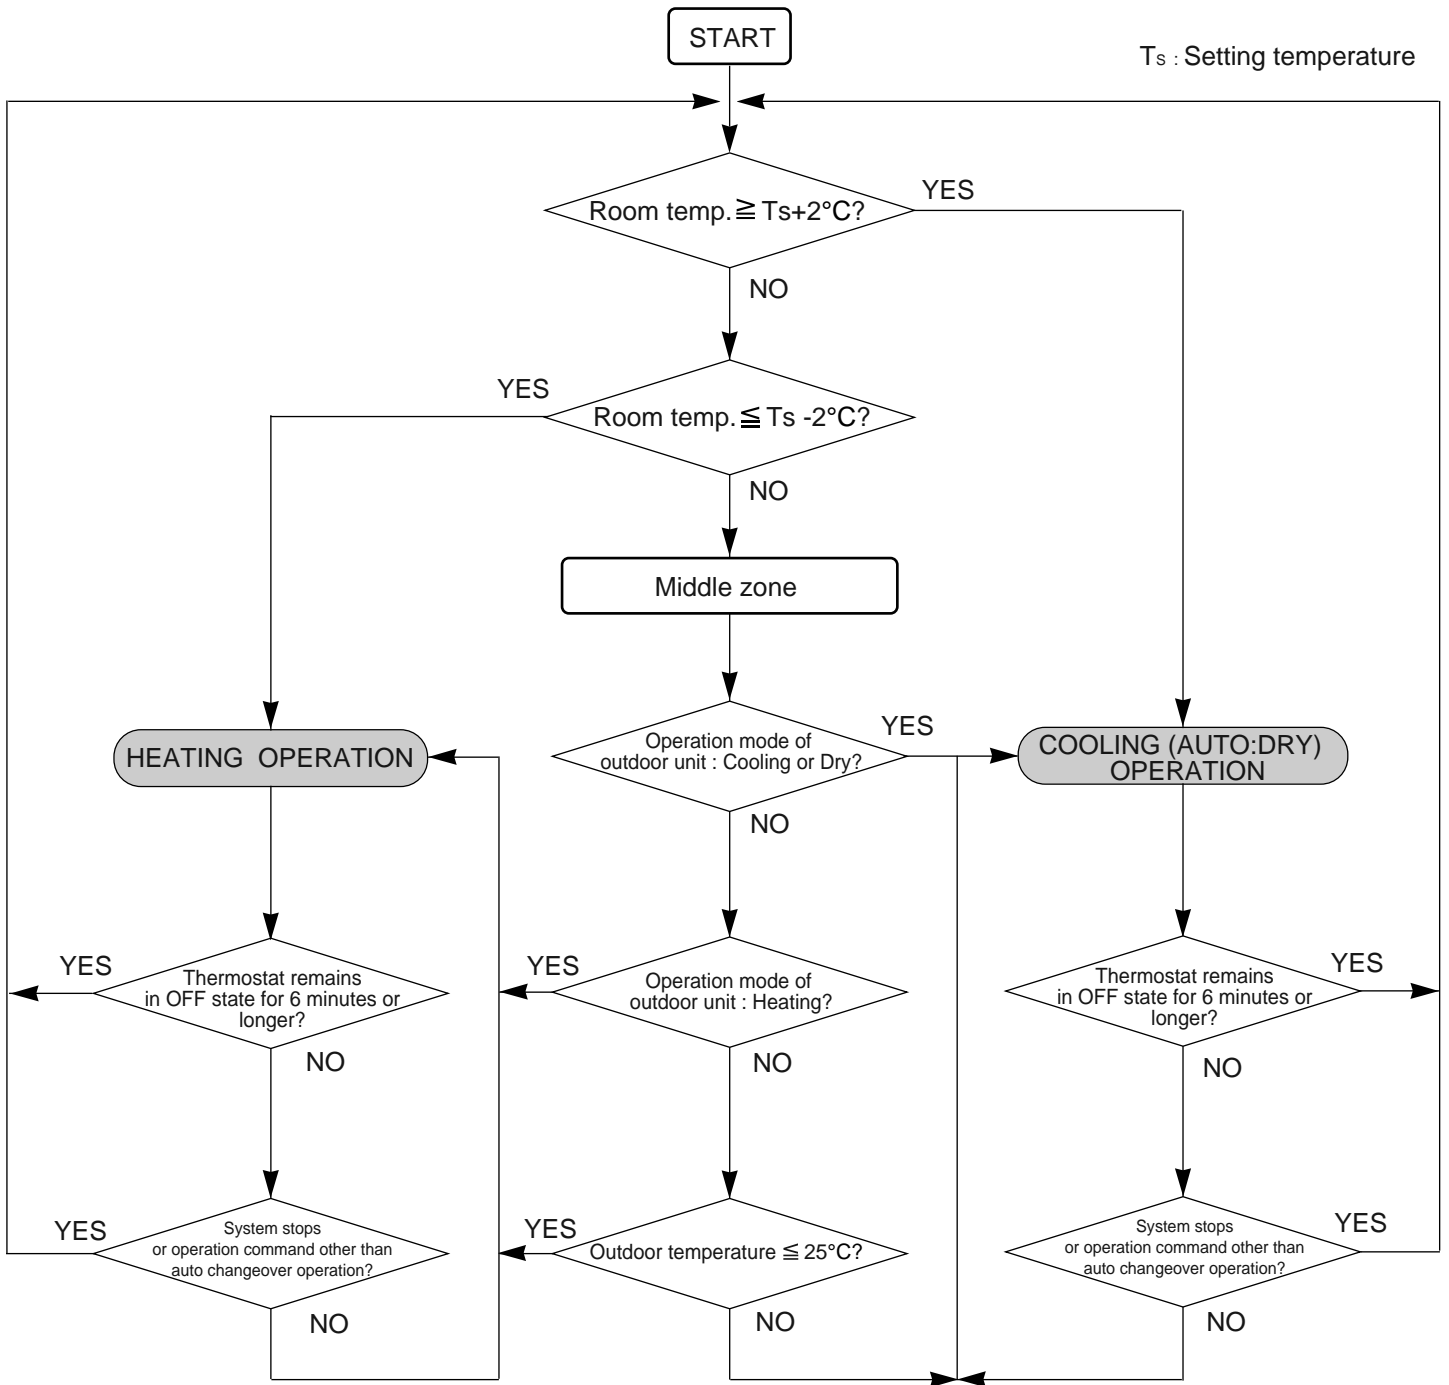 START
Ts : Setting temperature
YES
Room temp.≧ Ts+2°C?
NO
YES
Room temp.≦ Ts -2°C?
NO
Middle zone
YES
Operation mode of
outdoor unit : Cooling or Dry?
NO
HEATING OPERATION
COOLING (AUTO:DRY)
OPERATION
YES
Thermostat remains
in OFF state for 6 minutes or
longer?
NO
YES
Operation mode of
outdoor unit : Heating?
NO
YES
Thermostat remains
in OFF state for 6 minutes or
longer?
NO
YES
System stops
or operation command other than
auto changeover operation?
NO
YES
Outdoor temperature ≦ 25°C?
NO
YES
System stops
or operation command other than
auto changeover operation?
NO